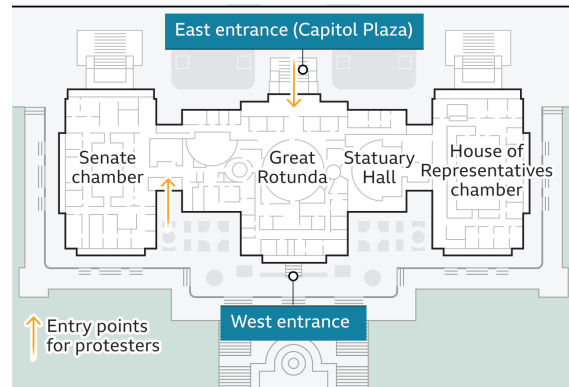 East entrance (Capitol Plaza)
Senate
chamber
Great
Rotunda
Statuary
Hall
House of
Representatives
chamber
West entrance
Entry points
for protesters